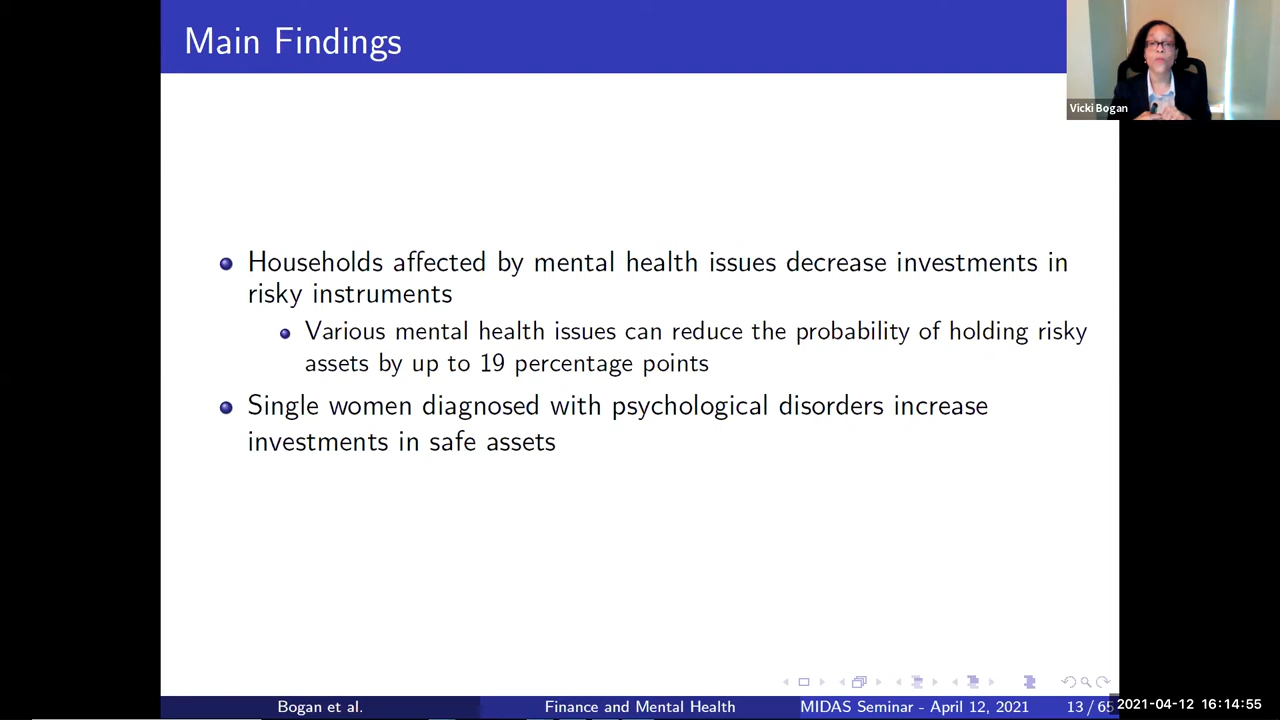 Main Findings
Vicki Bogan
Households affected by mental health issues decrease investments in
risky instruments
Various mental health issues can reduce the probability of holding risky
assets by up to 19 percentage points
Single women diagnosed with psychological disorders increase
investments in safe assets
Bogan et al.
Finance and Mental Health
MIDAS Seminar - April 12, 2021
13 / 65
2021-04-12 16:14:55